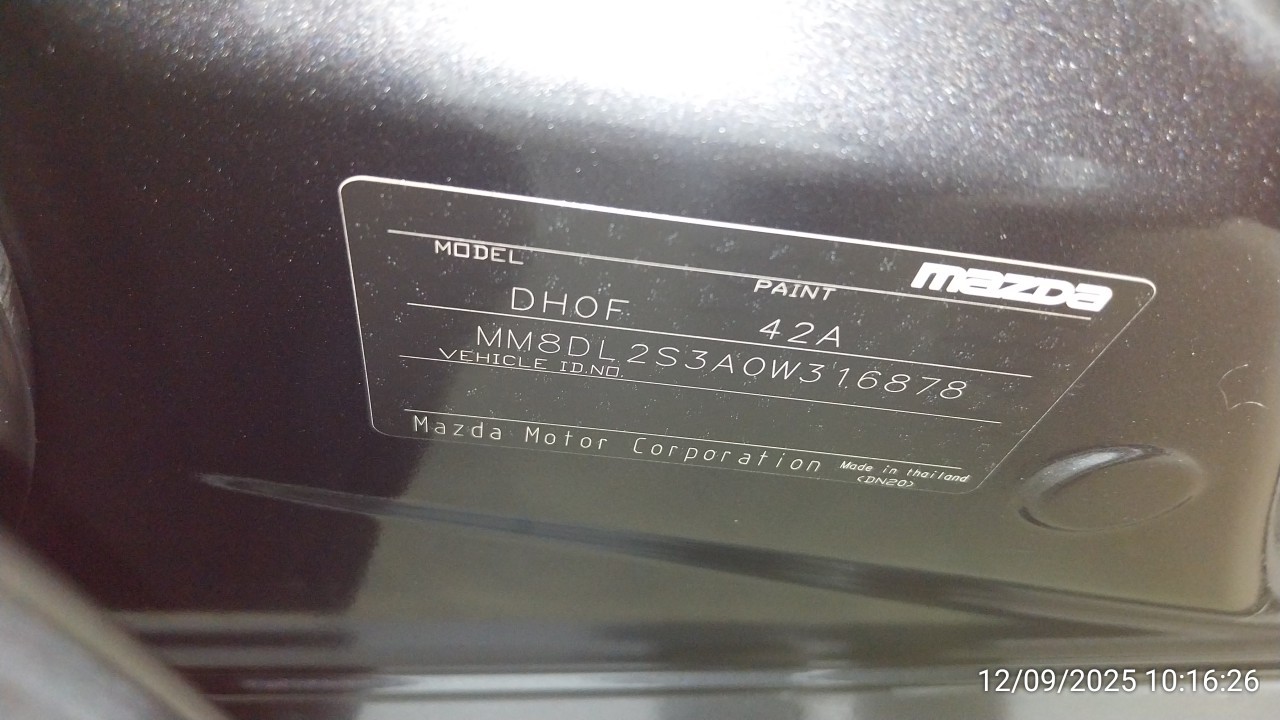 mazda
MODEL PAINT
DH0F 42A
MM8DL2S3A0W316878
VEHICLE ID.NO.
Mazda Motor Corporation Made in thailand
<DN20>
12/09/2025 10:16:26